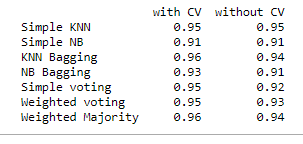 with CV without CV
Simple KNN 0.95 0.95
Simple NB 0.91 0.91
KNN Bagging 0.96 0.94
NB Bagging 0.93 0.91
Simple voting 0.95 0.92
Weighted voting 0.95 0.93
Weighted Majority 0.96 0.94